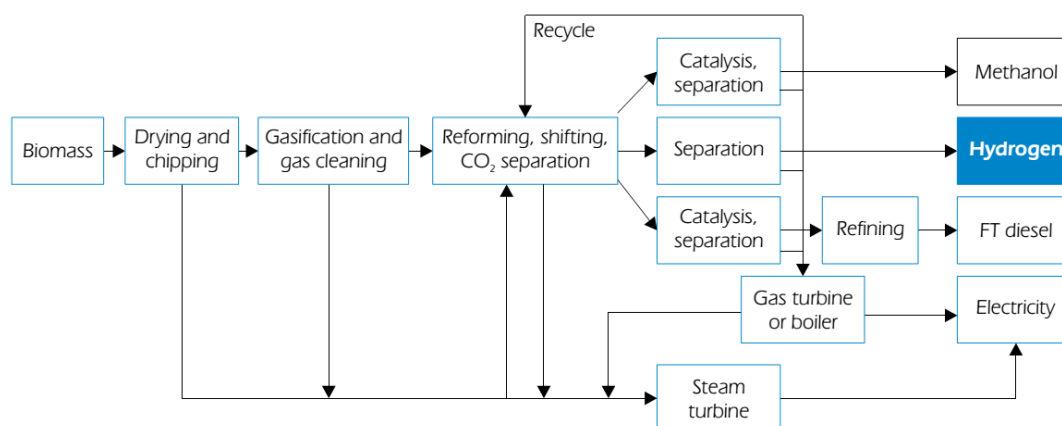 Recycle
Catalysis,
separation
Methanol
Biomass
Drying and
chipping
Gasification and
gas cleaning
Reforming, shifting,
CO₂ separation
Separation
Hydrogen
Catalysis,
separation
Refining
FT diesel
Gas turbine
or boiler
Electricity
Steam
turbine